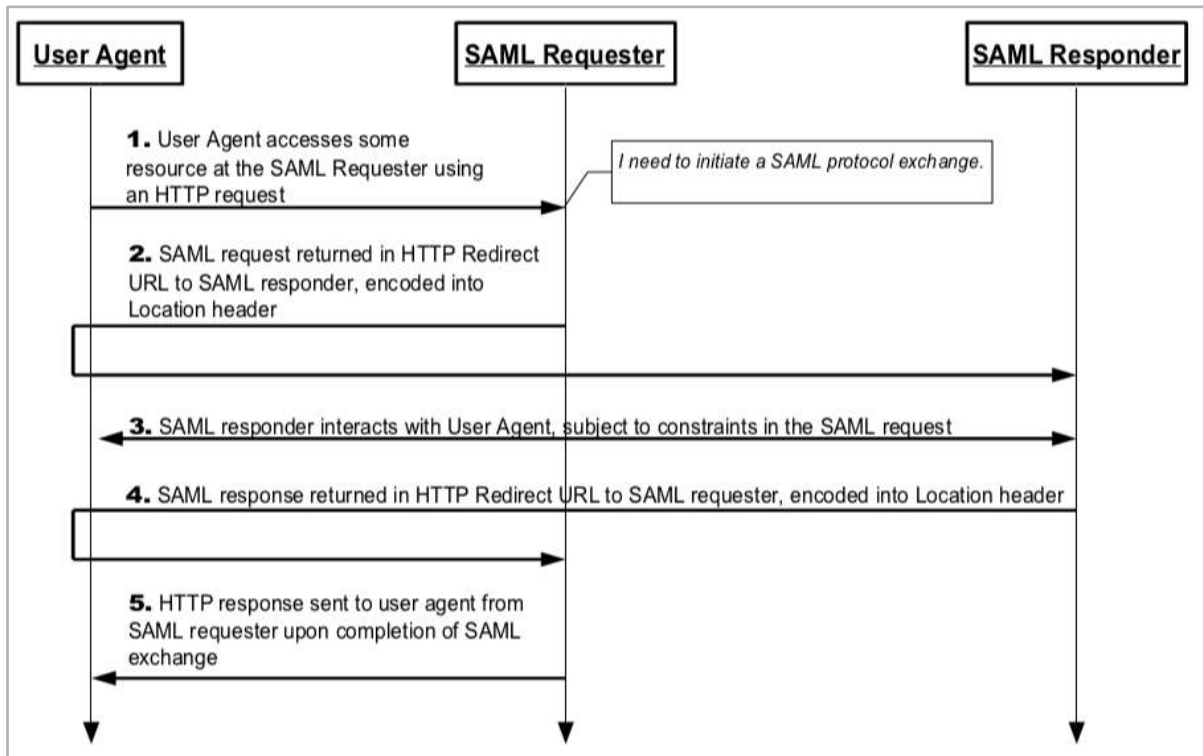 User Agent
SAML Requester
SAML Responder
1. User Agent accesses some
resource at the SAML Requester using
an HTTP request
I need to initiate a SAML protocol exchange.
2. SAML request returned in HTTP Redirect
URL to SAML responder, encoded into
Location header
3. SAML responder interacts with User Agent, subject to constraints in the SAML request
4. SAML response returned in HTTP Redirect URL to SAML requester, encoded into Location header
5. HTTP response sent to user agent from
SAML requester upon completion of SAML
exchange